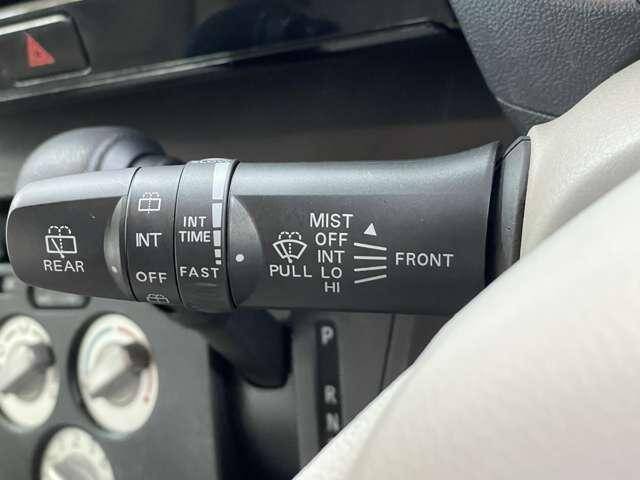 REAR
INT
OFF
INT
TIME
FAST
PULL
MIST
OFF
INT
LO
HI
FRONT
P
R
N